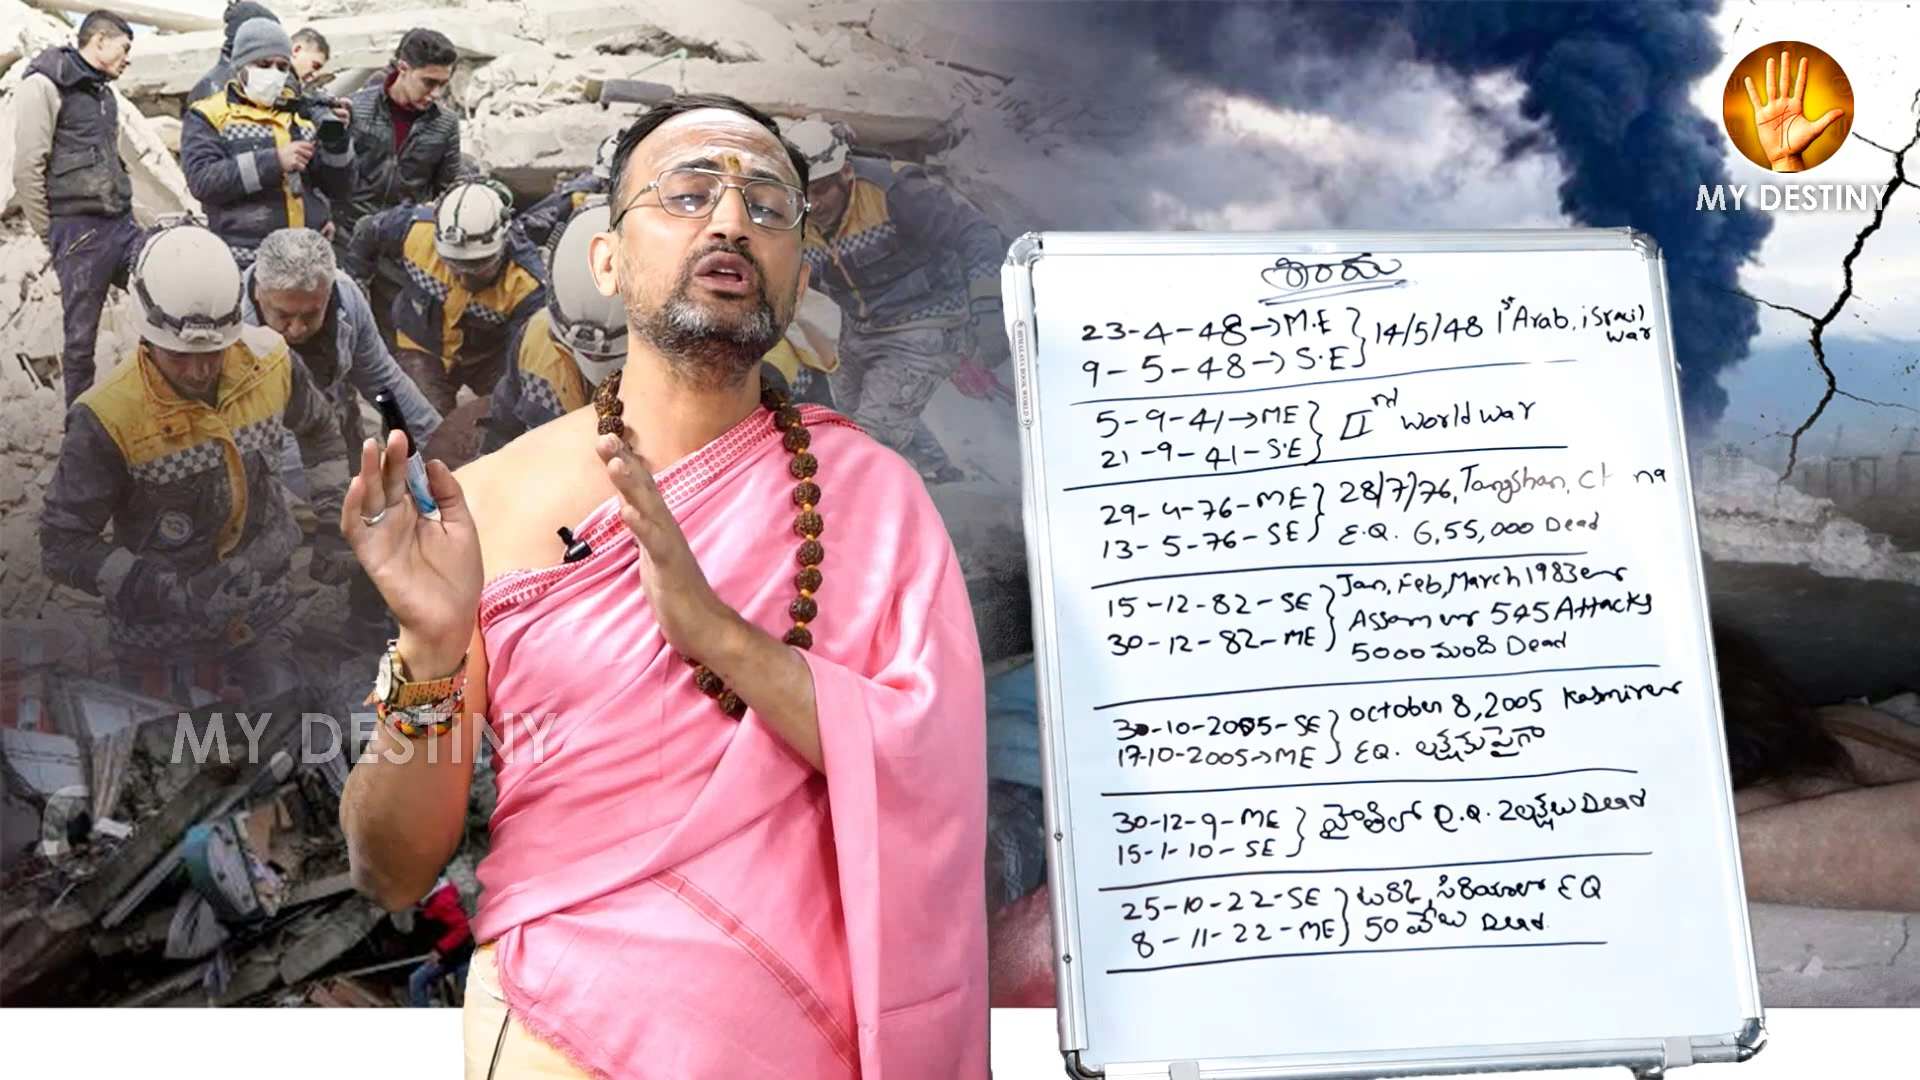 MY DESTINY
శ్రీరామ
23-4-48→M.E } 14/5/48 1st Arab, israil war
9-5-48→S.E
5-9-41→ME } IInd world war
21-9-41-S.E
29-4-76-ME } 28/7/76, Tangshan,
13-5-76-SE E.Q. 6,55,000 Dead
15-12-82-SE } Jan, Feb, March 1983
30-12-82-ME Assam 545 Attacks
5000 మంది Dead
30-10-2005-SE } october 8, 2005
17-10-2005→ME EQ. లక్షకుపైగా
30-12-9-ME } హైతిలో e.q. 2లక్షలు Dead
15-1-10-SE
25-10-22-SE } టర్కి, సిరియాలో EQ
8-11-22-ME 50 వేలు Dead.
MY DESTINY